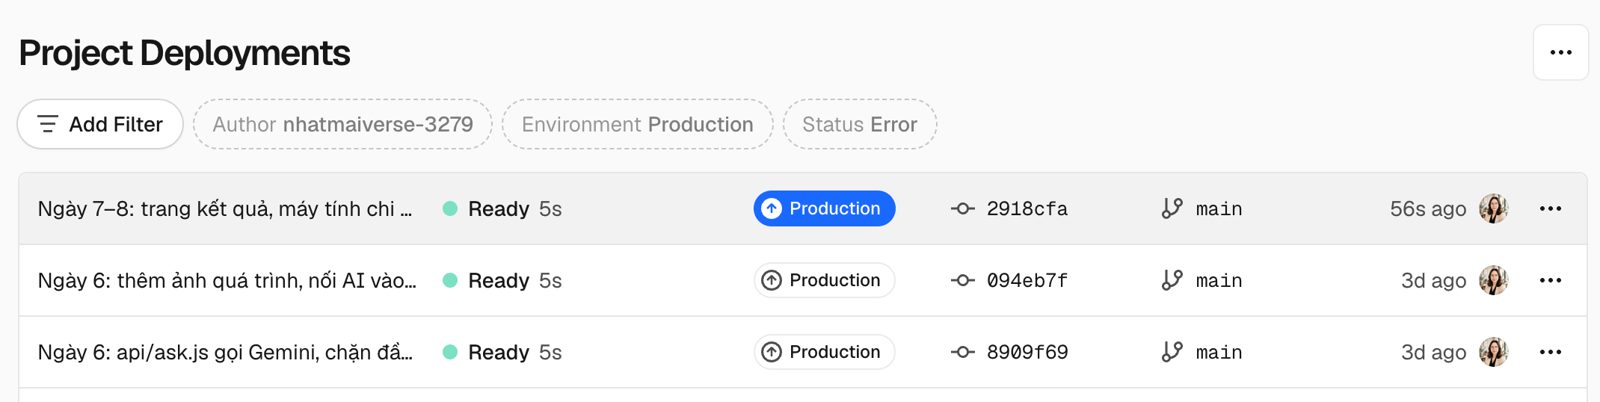 Project Deployments
Add Filter Author nhatmaiverse-3279 Environment Production Status Error
Ngày 7–8: trang kết quả, máy tính chi ... Ready 5s Production 2918cfa main 56s ago
Ngày 6: thêm ảnh quá trình, nối AI vào... Ready 5s Production 094eb7f main 3d ago
Ngày 6: api/ask.js gọi Gemini, chặn đầ... Ready 5s Production 8909f69 main 3d ago